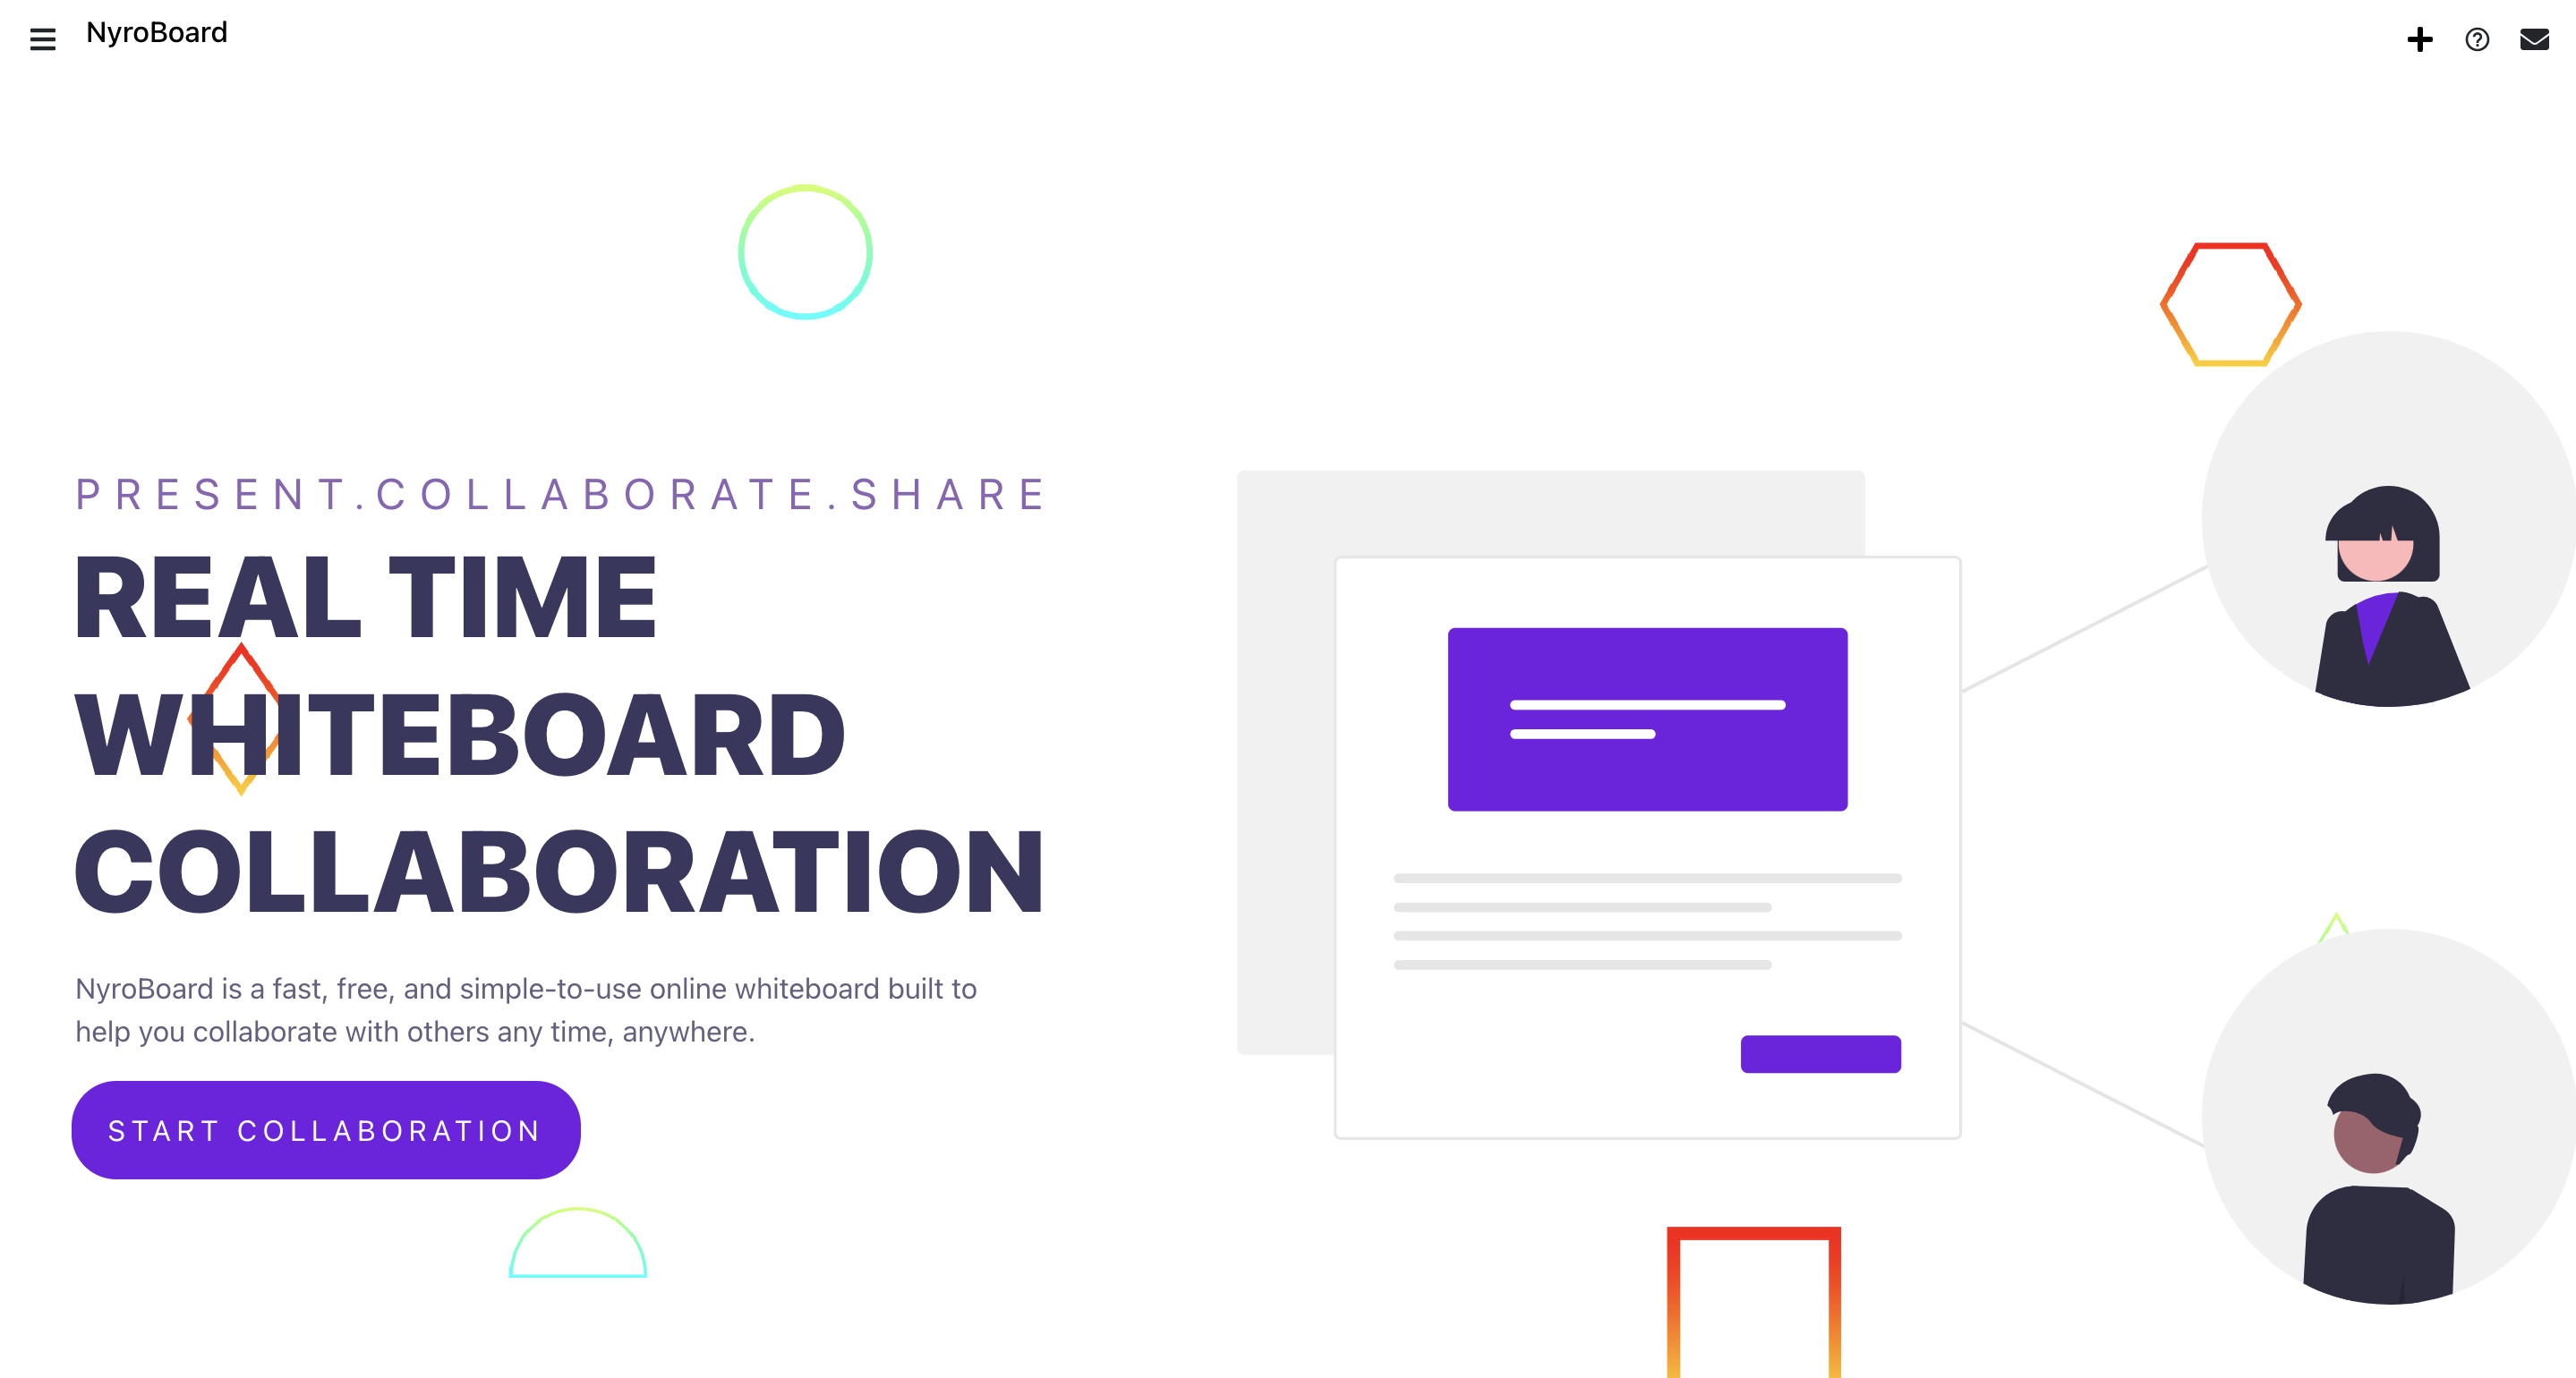 NyroBoard
PRESENT.COLLABORATE.SHARE
REAL TIME
WHITEBOARD
COLLABORATION
NyroBoard is a fast, free, and simple-to-use online whiteboard built to
help you collaborate with others any time, anywhere.
START COLLABORATION